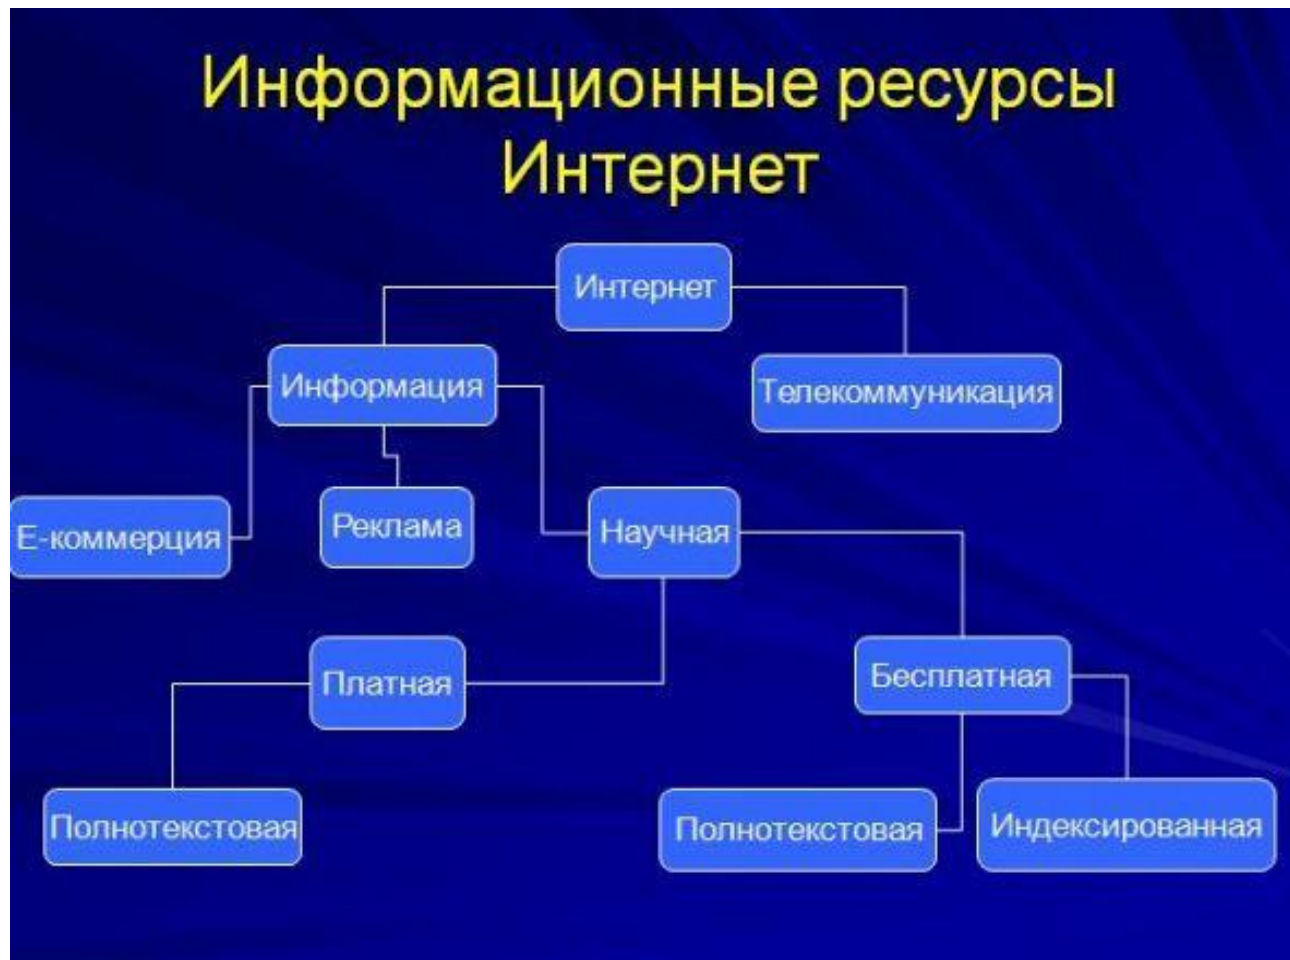 Информационные ресурсы
Интернет
Интернет
Информация
Телекоммуникация
Е-коммерция
Реклама
Научная
Платная
Бесплатная
Полнотекстовая
Полнотекстовая
Индексированная